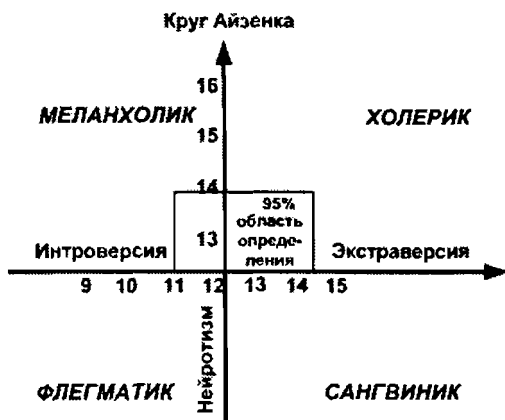 Круг Айзенка
16
МЕЛАНХОЛИК
ХОЛЕРИК
15
14
95%
область
опреде-
ления
13
Интроверсия
Экстраверсия
9 10 11 12 13 14 15
Нейротизм
ФЛЕГМАТИК
САНГВИНИК